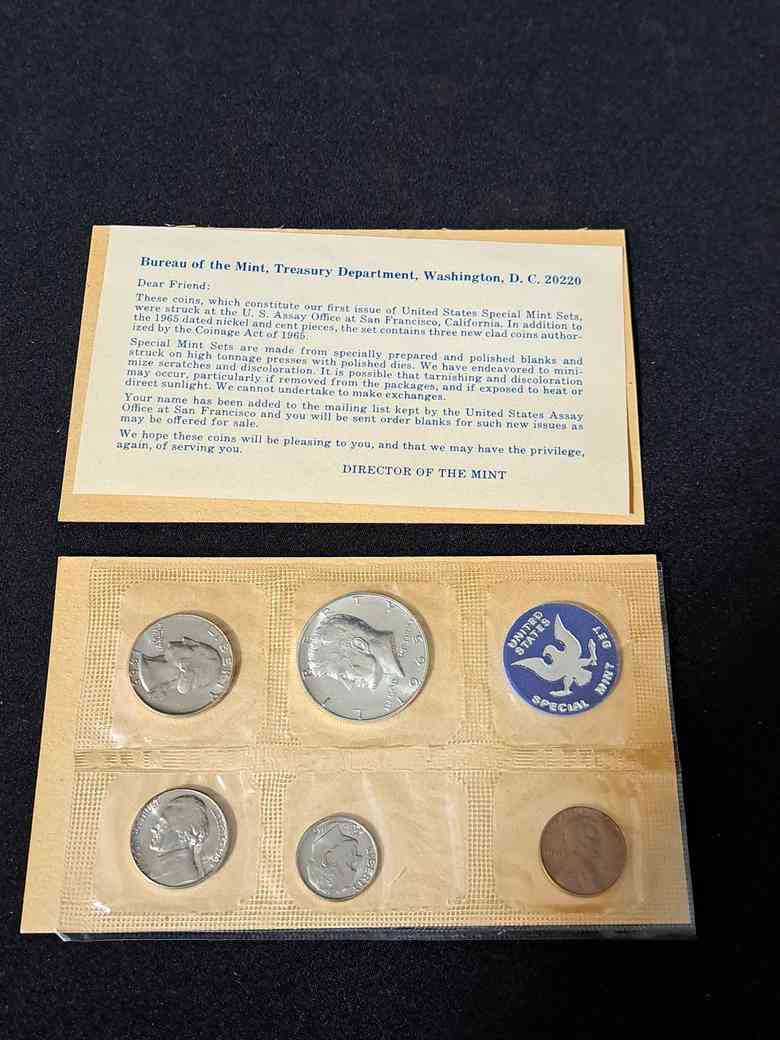 Bureau of the Mint, Treasury Department, Washington, D. C. 20220
Dear Friend:
These coins, which constitute our first issue of United States Special Mint Sets,
were struck at the U. S. Assay Office at San Francisco, California. In addition to
the 1965 dated nickel and cent pieces, the set contains three new clad coins author-
ized by the Coinage Act of 1965.
Special Mint Sets are made from specially prepared and polished blanks and
struck on high tonnage presses with polished dies. We have endeavored to mini-
mize scratches and discoloration. It is possible that tarnishing and discoloration
may occur, particularly if removed from the packages, and if exposed to heat or
direct sunlight. We cannot undertake to make exchanges.
Your name has been added to the mailing list kept by the United States Assay
Office at San Francisco and you will be sent order blanks for such new issues as
may be offered for sale.
We hope these coins will be pleasing to you, and that we may have the privilege,
again, of serving you.
DIRECTOR OF THE MINT
LIBERTY
LIBERTY
1965
UNITED
STATES
SPECIAL MINT SET
LIBERTY